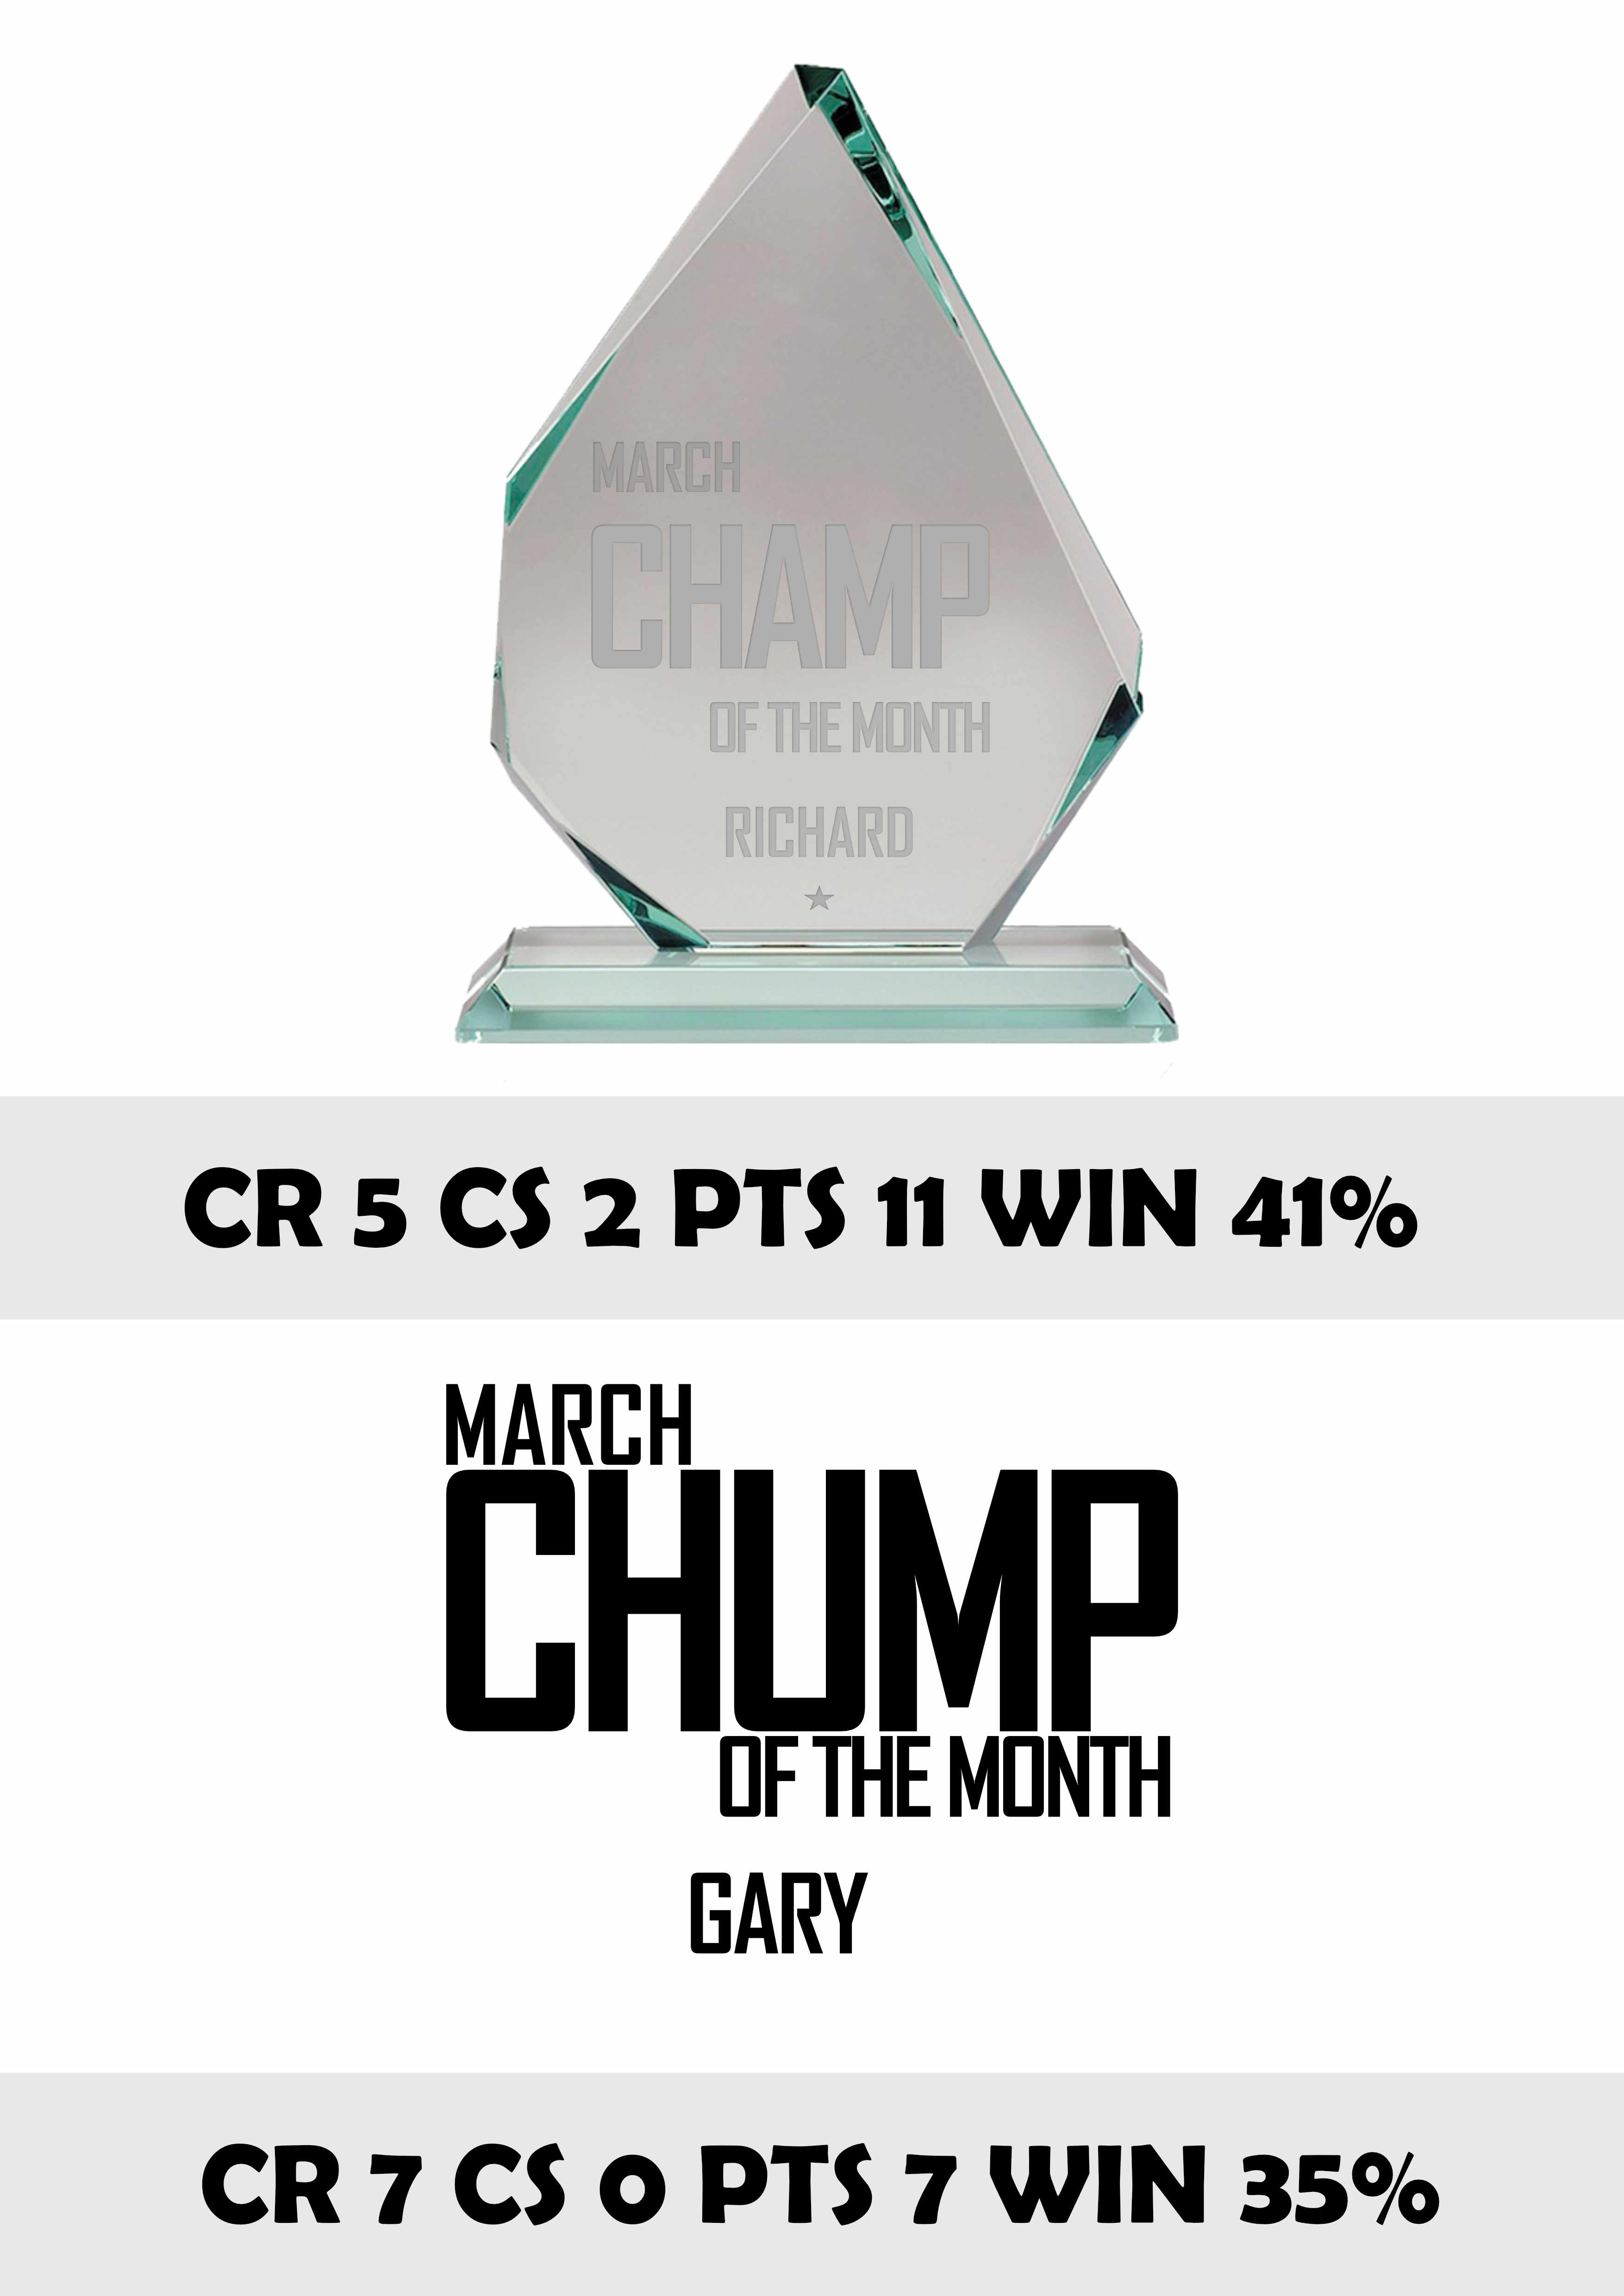 MARCH
CHAMP
OF THE MONTH
RICHARD
CR 5 CS 2 PTS 11 WIN 41%
MARCH
CHUMP
OF THE MONTH
GARY
CR 7 CS 0 PTS 7 WIN 35%